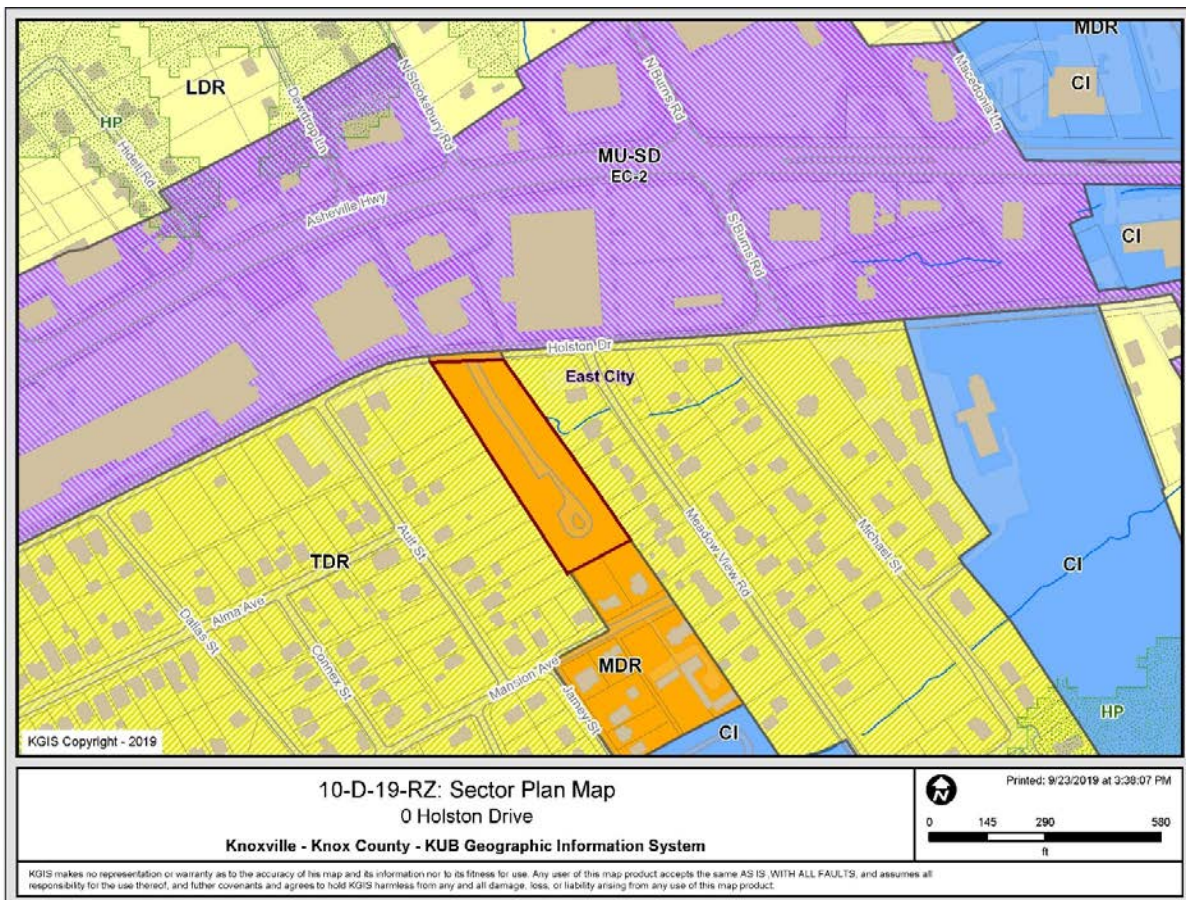 MDR
LDR
CI
N Stooksbury Rd
N Burns Rd
Macedonia Ln
Dewdrop Ln
HP
Hidell Rd
MU-SD
EC-2
Asheville Hwy
S Burns Rd
CI
Holston Dr
East City
Ault St
Meadow View Rd
Michael St
TDR
CI
Alma Ave
Dallas St
Connex St
Mansion Ave
MDR
Jamey St
HP
CI
KGIS Copyright - 2019
10-D-19-RZ: Sector Plan Map
0 Holston Drive
Knoxville - Knox County - KUB Geographic Information System
N
Printed: 9/23/2019 at 3:38:07 PM
0 145 290 580
ft
KGIS makes no representation or warranty as to the accuracy of his map and its information nor to its fitness for use. Any user of this map product accepts the same AS IS ,WITH ALL FAULTS, and assumes all
responsibility for the use thereof, and futher covenants and agrees to hold KGIS harmless from any and all damage, loss, or liability arising from any use of this map product.